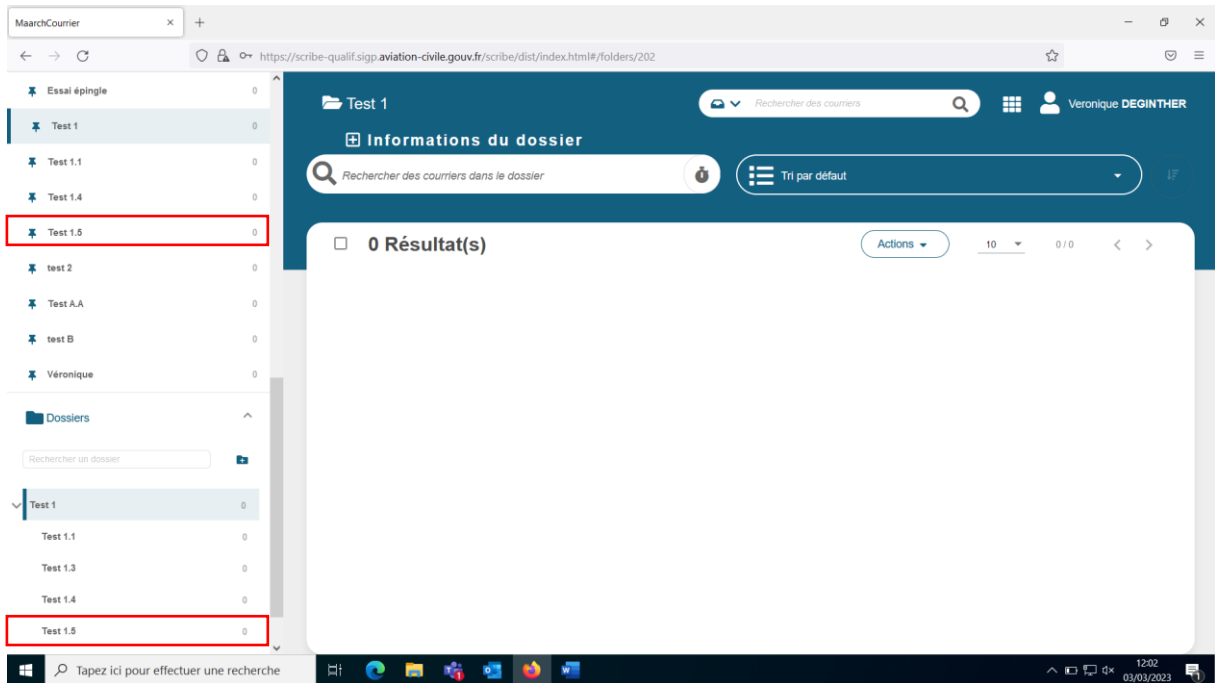 MaarchCourrier
https://scribe-qualif.sigp.aviation-civile.gouv.fr/scribe/dist/index.html#/folders/202
Essai épingle 0
Test 1 0
Test 1.1 0
Test 1.4 0
Test 1.5 0
test 2 0
Test A.A 0
test B 0
Véronique 0
Dossiers
Rechercher un dossier
Test 1 0
Test 1.1 0
Test 1.3 0
Test 1.4 0
Test 1.5 0
Test 1
Rechercher des courriers
Veronique DEGINTHER
Informations du dossier
Rechercher des courriers dans le dossier
Tri par défaut
0 Résultat(s)
Actions
10
0 / 0
Tapez ici pour effectuer une recherche
12:02
03/03/2023